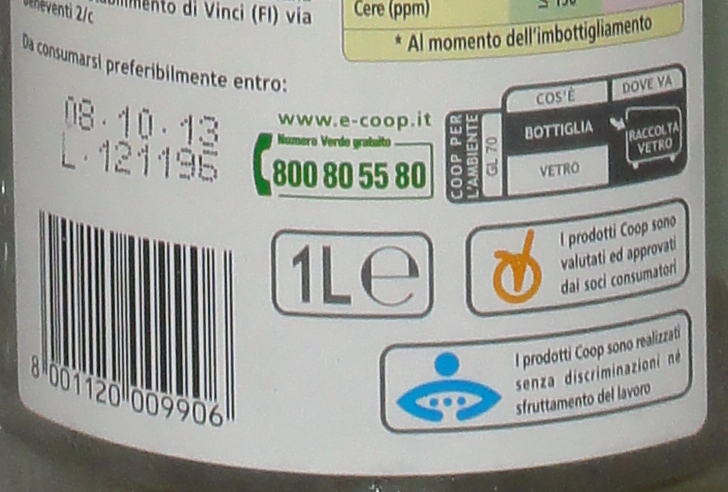 mento di Vinci (FI) via
Beneventi 2/c
Cere (ppm)
* Al momento dell'imbottigliamento
Da consumarsi preferibilmente entro:
08.10.13
L.121196
www.e-coop.it
Numero Verde gratuito
800 80 55 80
COOP PER
L'AMBIENTE
GL 70
COS'È
DOVE VA
BOTTIGLIA
RACCOLTA
VETRO
VETRO
1L e
I prodotti Coop sono
valutati ed approvati
dai soci consumatori
I prodotti Coop sono realizzati
senza discriminazioni né
sfruttamento del lavoro
8 001120 009906